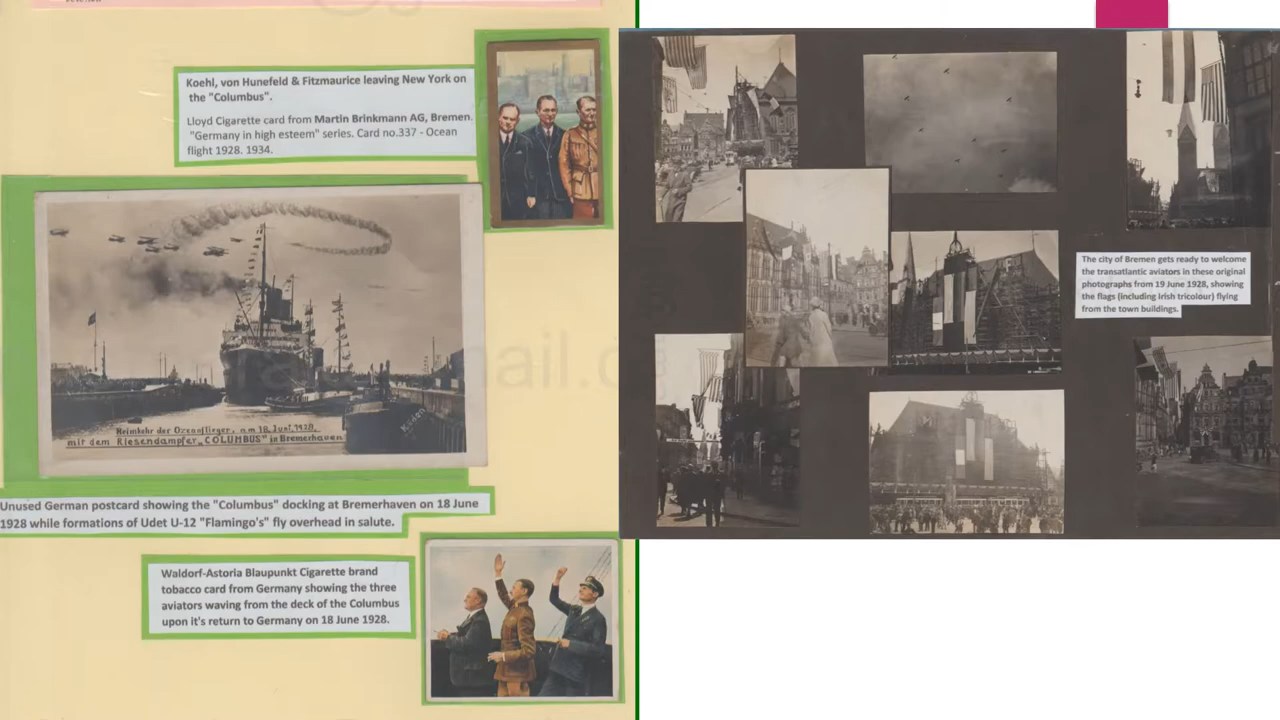 Koehl, von Hunefeld & Fitzmaurice leaving New York on
the "Columbus".
Lloyd Cigarette card from Martin Brinkmann AG, Bremen.
"Germany in high esteem" series. Card no.337 - Ocean
flight 1928. 1934.
Heimkehr der Ozeanflieger, am 18. Juni 1928,
mit dem Riesendampfer „COLUMBUS" in Bremerhaven
Unused German postcard showing the "Columbus" docking at Bremerhaven on 18 June
1928 while formations of Udet U-12 "Flamingo's" fly overhead in salute.
Waldorf-Astoria Blaupunkt Cigarette brand
tobacco card from Germany showing the three
aviators waving from the deck of the Columbus
upon it's return to Germany on 18 June 1928.
The city of Bremen gets ready to welcome
the transatlantic aviators in these original
photographs from 19 June 1928, showing
the flags (including Irish tricolour) flying
from the town buildings.